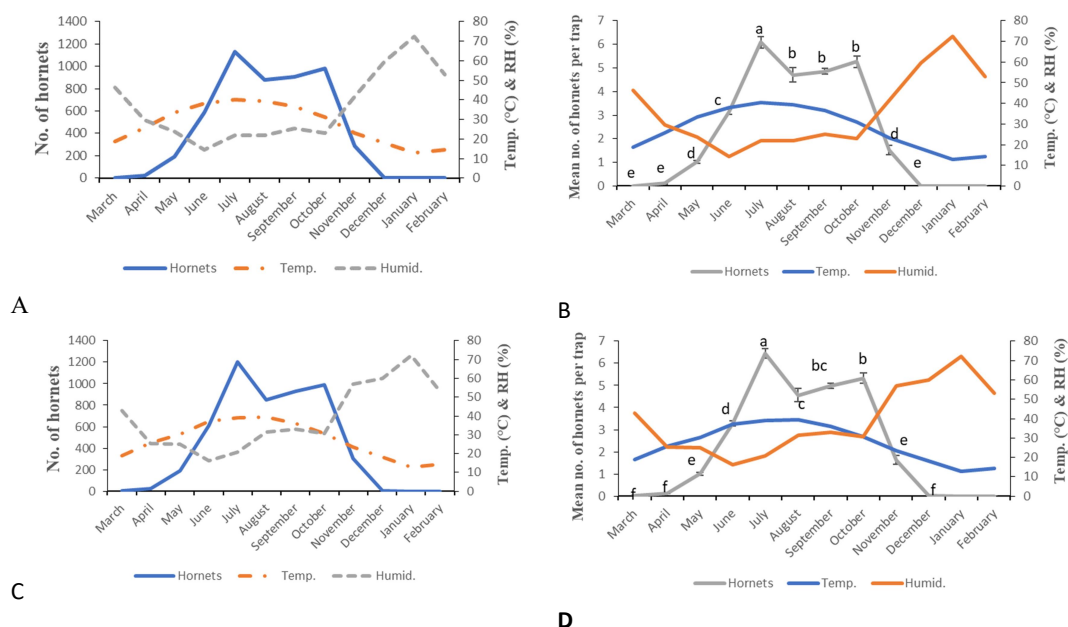 A
No. of hornets
1400
1200
1000
800
600
400
200
0
80
70
60
50
40
30
20
10
0
Temp. (°C) & RH (%)
March
April
May
June
July
August
September
October
November
December
January
February
Hornets Temp. Humid.
B
Mean no. of hornets per trap
7
6
5
4
3
2
1
0
80
70
60
50
40
30
20
10
0
Temp. (°C) & RH (%)
e e d c a b b b d e
March
April
May
June
July
August
September
October
November
December
January
February
Hornets Temp. Humid.
C
No. of hornets
1400
1200
1000
800
600
400
200
0
80
70
60
50
40
30
20
10
0
Temp. (°C) & RH (%)
March
April
May
June
July
August
September
October
November
December
January
February
Hornets Temp. Humid.
D
Mean no. of hornets per trap
7
6
5
4
3
2
1
0
80
70
60
50
40
30
20
10
0
Temp. (°C) & RH (%)
f f e d a c bc b e f
March
April
May
June
July
August
September
October
November
December
January
February
Hornets Temp. Humid.